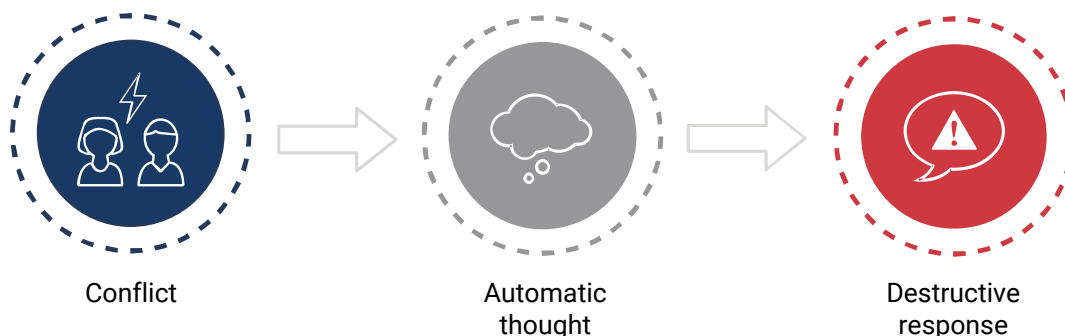 Conflict
Automatic
thought
Destructive
response